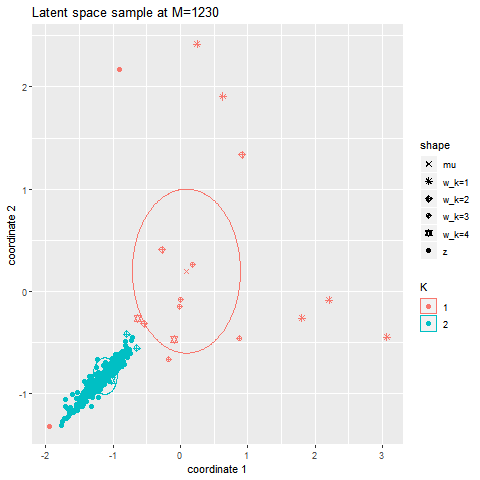 Latent space sample at M=1230
coordinate 2
2
1
0
-1
-2
-1
0
1
2
3
coordinate 1
shape
mu
w_k=1
w_k=2
w_k=3
w_k=4
z
K
1
2